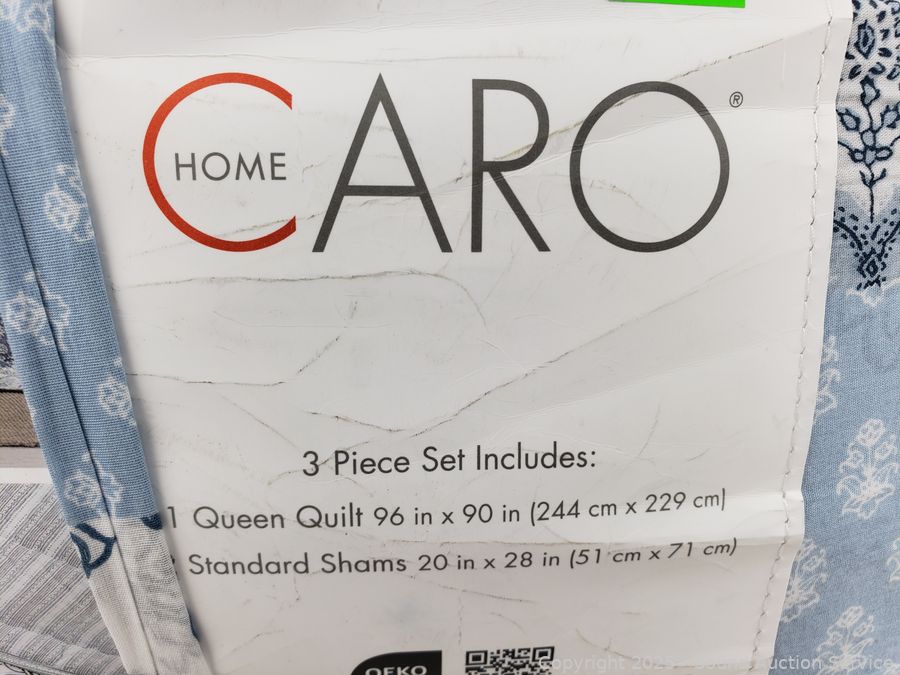 CARO®
HOME
3 Piece Set Includes:
1 Queen Quilt 96 in x 90 in (244 cm x 229 cm)
Standard Shams 20 in x 28 in (51 cm x 71 cm)
OEKO
Copyright 2025 - Sound Auction Service